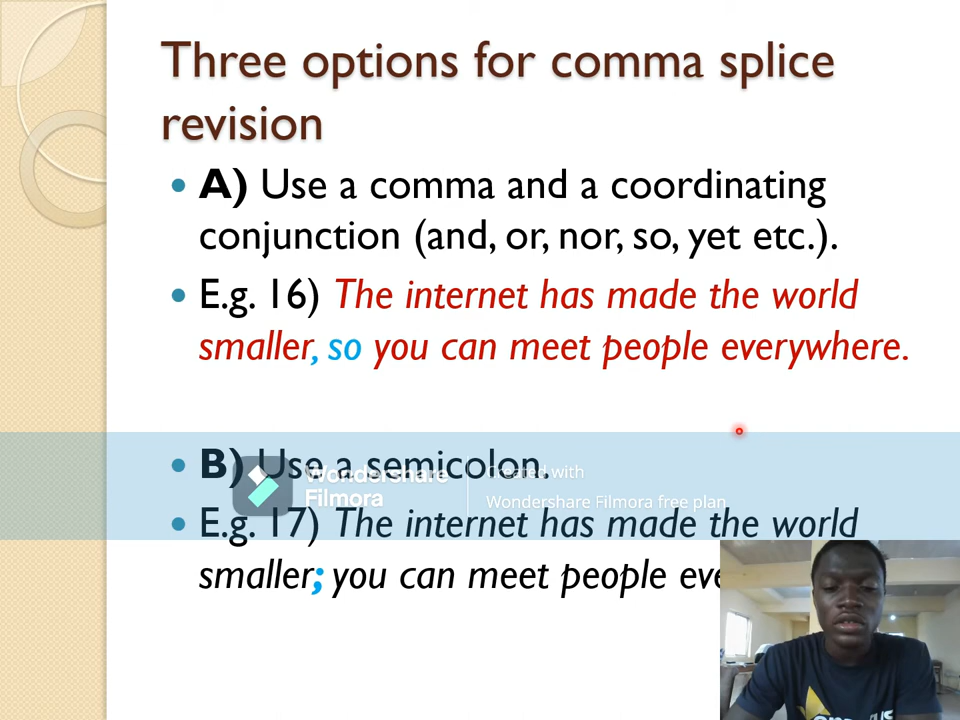 Three options for comma splice
revision
• A) Use a comma and a coordinating
conjunction (and, or, nor, so, yet etc.).
• E.g. 16) The internet has made the world
smaller, so you can meet people everywhere.
• B) Use a semicolon.
Wondershare
Filmora
Created with
Wondershare Filmora free plan
• E.g. 17) The internet has made the world
smaller; you can meet people